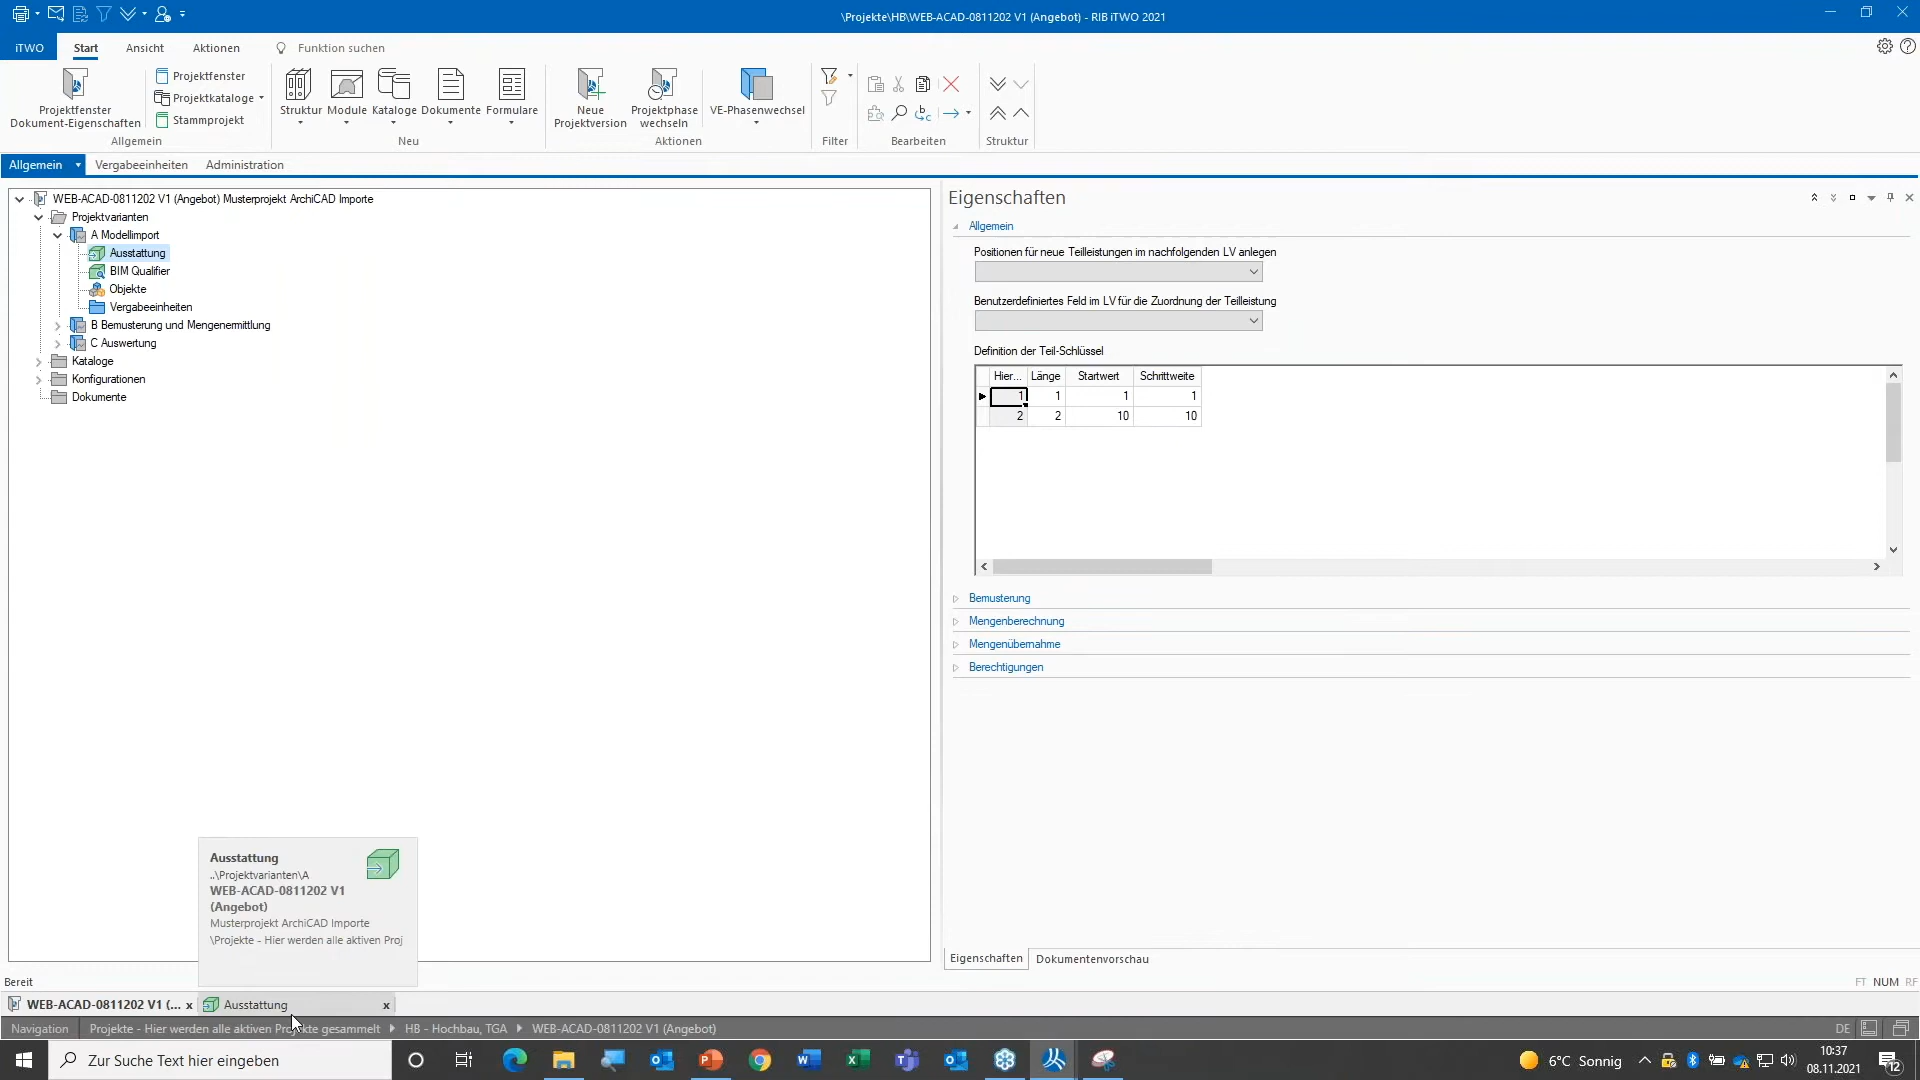 \Projekte\HB\WEB-ACAD-0811202 V1 (Angebot) - RIB iTWO 2021
iTWO
Start
Ansicht
Aktionen
Funktion suchen
Projektfenster
Dokument-Eigenschaften
Projektfenster
Projektkataloge
Stammprojekt
Struktur
Module
Kataloge
Dokumente
Formulare
Neue
Projektversion
Projektphase
wechseln
VE-Phasenwechsel
Allgemein
Neu
Aktionen
Filter
Bearbeiten
Struktur
Allgemein
Vergabeeinheiten
Administration
WEB-ACAD-0811202 V1 (Angebot) Musterprojekt ArchiCAD Importe
Projektvarianten
A Modellimport
Ausstattung
BIM Qualifier
Objekte
Vergabeeinheiten
B Bemusterung und Mengenermittlung
C Auswertung
Kataloge
Konfigurationen
Dokumente
Eigenschaften
Allgemein
Positionen für neue Teilleistungen im nachfolgenden LV anlegen
Benutzerdefiniertes Feld im LV für die Zuordnung der Teilleistung
Definition der Teil-Schlüssel
Hier... Länge Startwert Schrittweite
1 1 1 1
2 2 10 10
Bemusterung
Mengenberechnung
Mengenübernahme
Berechtigungen
Eigenschaften
Dokumentenvorschau
Ausstattung
..\Projektvarianten\A
WEB-ACAD-0811202 V1
(Angebot)
Musterprojekt ArchiCAD Importe
\Projekte - Hier werden alle aktiven Proj
Bereit
FT NUM RF
WEB-ACAD-0811202 V1 (... x
Ausstattung x
Navigation
Projekte - Hier werden alle aktiven Projekte gesammelt
HB - Hochbau, TGA
WEB-ACAD-0811202 V1 (Angebot)
DE
Zur Suche Text hier eingeben
6°C Sonnig
10:37
08.11.2021
12